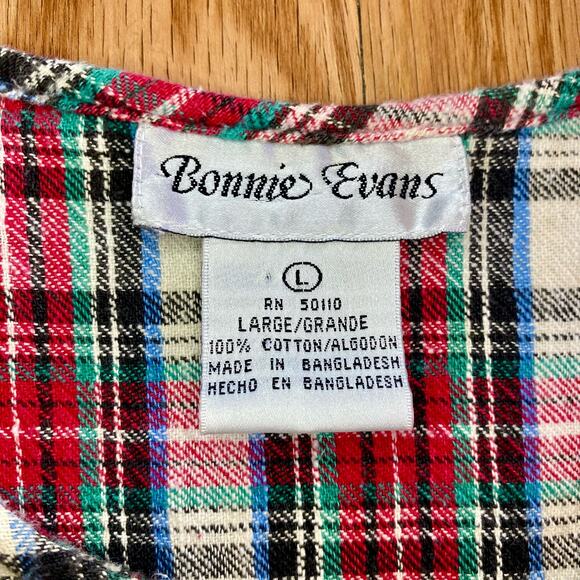 Bonnie Evans
L
RN 50110
LARGE/GRANDE
100% COTTON/ALGODON
MADE IN BANGLADESH
HECHO EN BANGLADESH